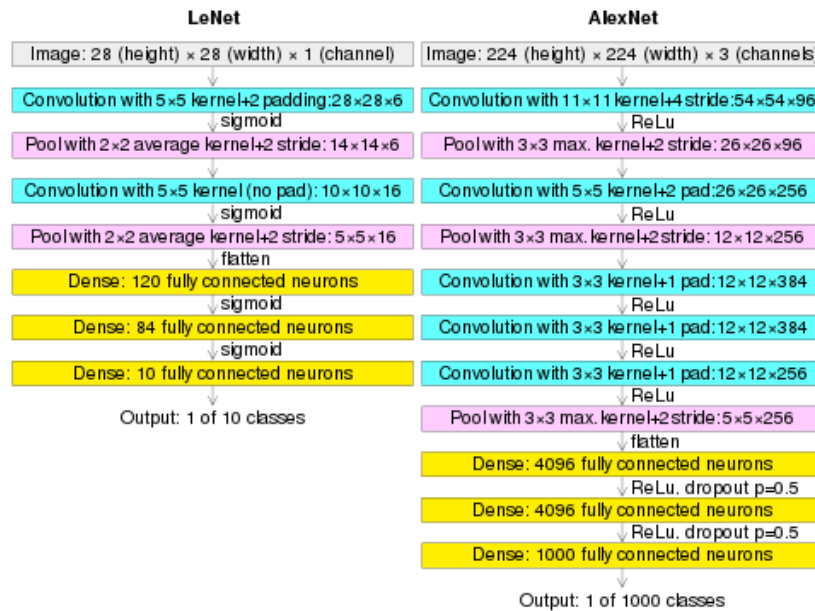 LeNet
Image: 28 (height) × 28 (width) × 1 (channel)
Convolution with 5×5 kernel+2 padding:28×28×6
sigmoid
Pool with 2×2 average kernel+2 stride: 14×14×6
Convolution with 5×5 kernel (no pad): 10×10×16
sigmoid
Pool with 2×2 average kernel+2 stride: 5×5×16
flatten
Dense: 120 fully connected neurons
sigmoid
Dense: 84 fully connected neurons
sigmoid
Dense: 10 fully connected neurons
Output: 1 of 10 classes
AlexNet
Image: 224 (height) × 224 (width) × 3 (channels)
Convolution with 11×11 kernel+4 stride:54×54×96
ReLu
Pool with 3×3 max. kernel+2 stride: 26×26×96
Convolution with 5×5 kernel+2 pad:26×26×256
ReLu
Pool with 3×3 max. kernel+2 stride: 12×12×256
Convolution with 3×3 kernel+1 pad:12×12×384
ReLu
Convolution with 3×3 kernel+1 pad:12×12×384
ReLu
Convolution with 3×3 kernel+1 pad:12×12×256
ReLu
Pool with 3×3 max. kernel+2 stride:5×5×256
flatten
Dense: 4096 fully connected neurons
ReLu. dropout p=0.5
Dense: 4096 fully connected neurons
ReLu. dropout p=0.5
Dense: 1000 fully connected neurons
Output: 1 of 1000 classes